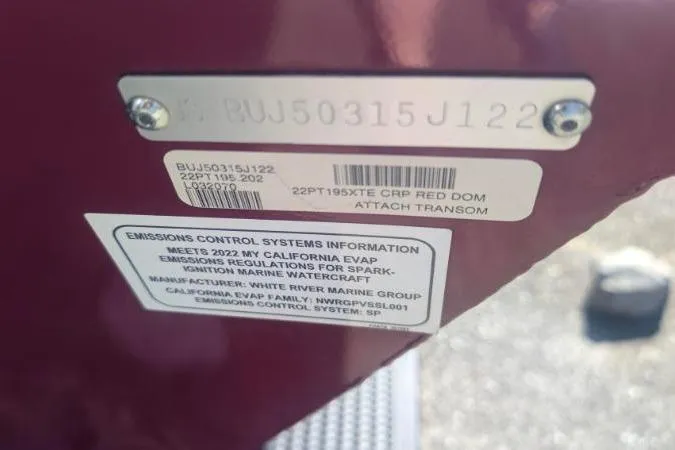 BUJ50315J122
BUJ50315J122
22PT195.202
L032070
22PT195XTE CRP RED DOM
ATTACH TRANSOM
EMISSIONS CONTROL SYSTEMS INFORMATION
MEETS 2022 MY CALIFORNIA EVAP
EMISSIONS REGULATIONS FOR SPARK-
IGNITION MARINE WATERCRAFT
MANUFACTURER: WHITE RIVER MARINE GROUP
CALIFORNIA EVAP FAMILY: NWRGPVSSL001
EMISSIONS CONTROL SYSTEM: SP